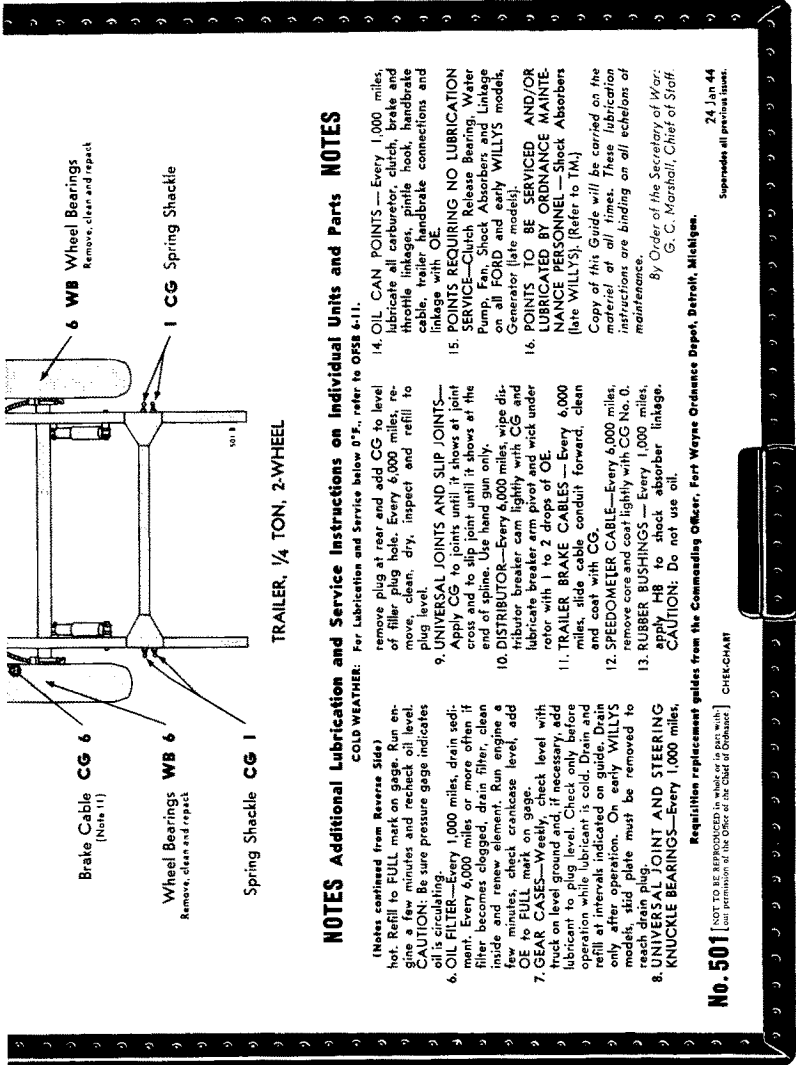 Brake Cable CG 6
(Note 11)
Wheel Bearings WB 6
Remove, clean and repack
Spring Shackle CG 1
6 WB Wheel Bearings
Remove, clean and repack
1 CG Spring Shackle
501 B
TRAILER, ¼ TON, 2-WHEEL
NOTES Additional Lubrication and Service Instructions on Individual Units and Parts NOTES
COLD WEATHER: For Lubrication and Service below 0°F., refer to OFSB 6-11.
(Notes continued from Reverse Side)
hot. Refill to FULL mark on gage. Run en-
gine a few minutes and recheck oil level.
CAUTION: Be sure pressure gage indicates
oil is circulating.
6. OIL FILTER—Every 1,000 miles, drain sedi-
ment. Every 6,000 miles or more often if
filter becomes clogged, drain filter, clean
inside and renew element. Run engine a
few minutes, check crankcase level, add
OE to FULL mark on gage.
7. GEAR CASES—Weekly, check level with
truck on level ground and, if necessary, add
lubricant to plug level. Check only before
operation while lubricant is cold. Drain and
refill at intervals indicated on guide. Drain
only after operation. On early WILLYS
models, skid plate must be removed to
reach drain plug.
8. UNIVERSAL JOINT AND STEERING
KNUCKLE BEARINGS—Every 1,000 miles,
remove plug at rear and add CG to level
of filler plug hole. Every 6,000 miles, re-
move, clean, dry, inspect and refill to
plug level.
9. UNIVERSAL JOINTS AND SLIP JOINTS—
Apply CG to joints until it shows at joint
cross and to slip joint until it shows at the
end of spline. Use hand gun only.
10. DISTRIBUTOR—Every 6,000 miles, wipe dis-
tributor breaker cam lightly with CG and
lubricate breaker arm pivot and wick under
rotor with 1 to 2 drops of OE.
11. TRAILER BRAKE CABLES — Every 6,000
miles, slide cable conduit forward, clean
and coat with CG.
12. SPEEDOMETER CABLE—Every 6,000 miles,
remove core and coat lightly with CG No. 0.
13. RUBBER BUSHINGS — Every 1,000 miles,
apply HB to shock absorber linkage.
CAUTION: Do not use oil.
14. OIL CAN POINTS — Every 1,000 miles,
lubricate all carburetor, clutch, brake and
throttle linkages, pintle hook, handbrake
cable, trailer handbrake connections and
linkage with OE.
15. POINTS REQUIRING NO LUBRICATION
SERVICE—Clutch Release Bearing, Water
Pump, Fan, Shock Absorbers and Linkage
on all FORD and early WILLYS models,
Generator (late models).
16. POINTS TO BE SERVICED AND/OR
LUBRICATED BY ORDNANCE MAINTE-
NANCE PERSONNEL — Shock Absorbers
(late WILLYS). (Refer to TM.)
Copy of this Guide will be carried on the
materiel at all times. These lubrication
instructions are binding on all echelons of
maintenance.
By Order of the Secretary of War:
G. C. Marshall, Chief of Staff.
Requisition replacement guides from the Commanding Officer, Fort Wayne Ordnance Depot, Detroit, Michigan.
No. 501 [NOT TO BE REPRODUCED in whole or in part with-
out permission of the Office of the Chief of Ordnance] CHEK-CHART
24 Jan 44
Supersedes all previous issues.